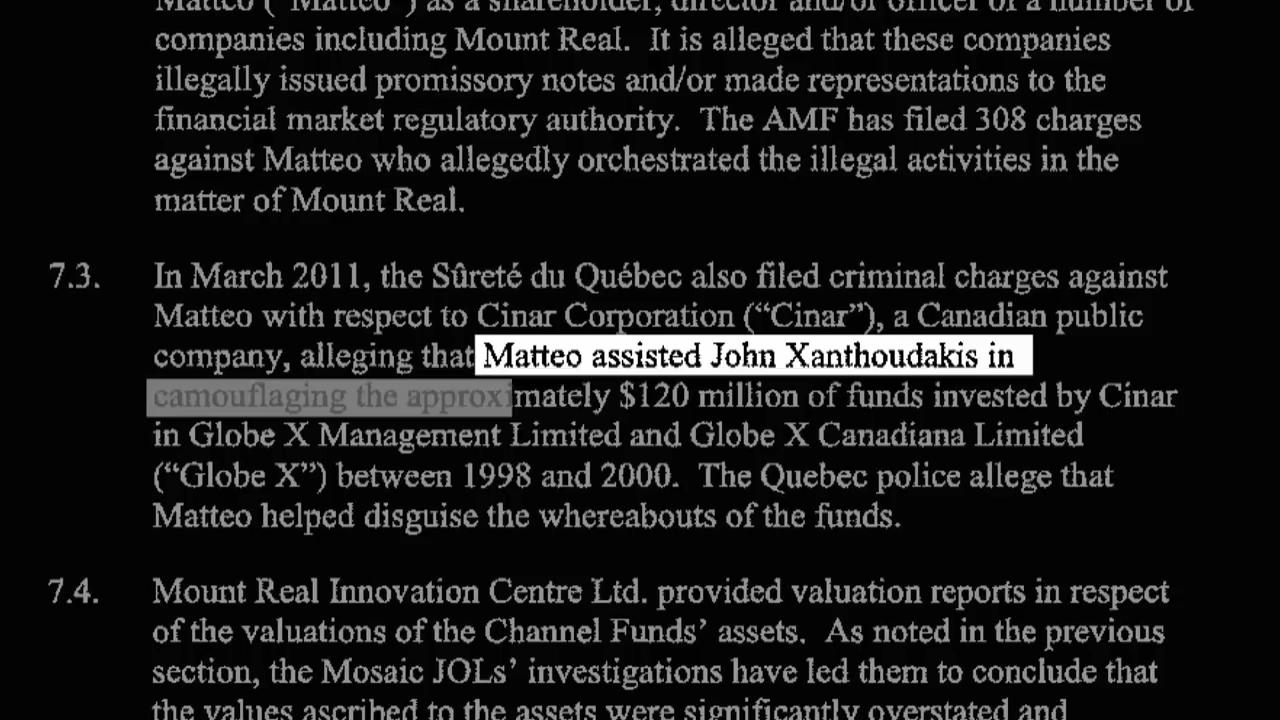 Matteo ("Matteo") as a shareholder, director and/or officer of a number of
companies including Mount Real. It is alleged that these companies
illegally issued promissory notes and/or made representations to the
financial market regulatory authority. The AMF has filed 308 charges
against Matteo who allegedly orchestrated the illegal activities in the
matter of Mount Real.
7.3. In March 2011, the Sûreté du Québec also filed criminal charges against
Matteo with respect to Cinar Corporation (“Cinar”), a Canadian public
company, alleging that Matteo assisted John Xanthoudakis in
camouflaging the approximately $120 million of funds invested by Cinar
in Globe X Management Limited and Globe X Canadiana Limited
(“Globe X”) between 1998 and 2000. The Quebec police allege that
Matteo helped disguise the whereabouts of the funds.
7.4. Mount Real Innovation Centre Ltd. provided valuation reports in respect
of the valuations of the Channel Funds’ assets. As noted in the previous
section, the Mosaic JOLs’ investigations have led them to conclude that
the values ascribed to the assets were significantly overstated and